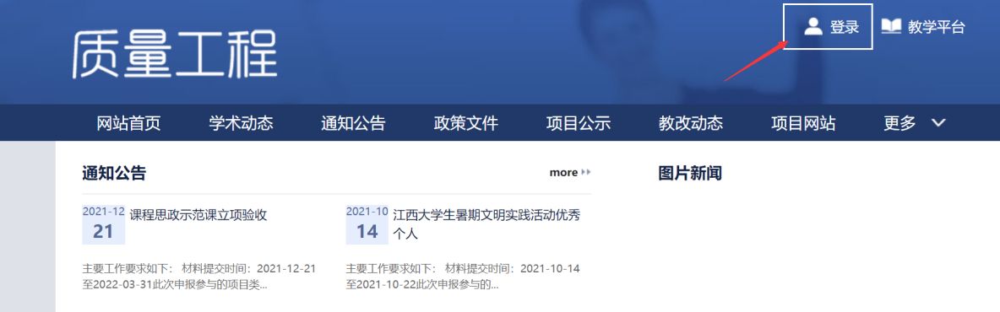 登录 教学平台
质量工程
网站首页 学术动态 通知公告 政策文件 项目公示 教改动态 项目网站 更多
通知公告 more
图片新闻
2021-12
21
课程思政示范课立项验收
主要工作要求如下： 材料提交时间：2021-12-21
至2022-03-31此次申报参与的项目类...
2021-10
14
江西大学生暑期文明实践活动优秀
个人
主要工作要求如下： 材料提交时间：2021-10-14
至2021-10-22此次申报参与的...